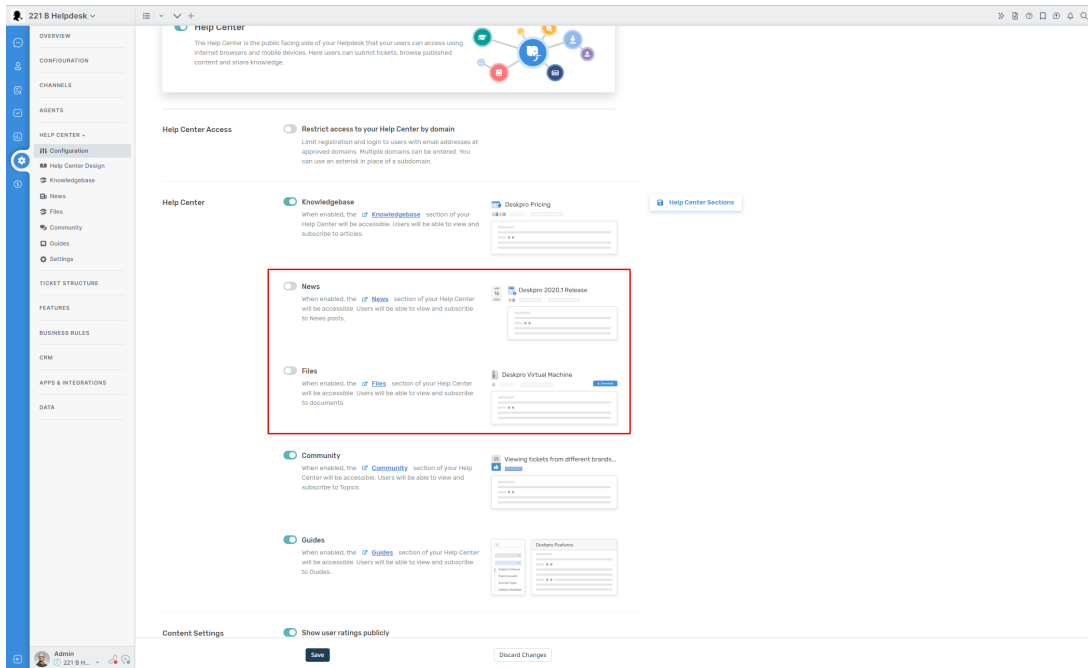 221 B Helpdesk
OVERVIEW
CONFIGURATION
CHANNELS
AGENTS
HELP CENTER
Configuration
Help Center Design
Knowledgebase
News
Files
Community
Guides
Settings
TICKET STRUCTURE
FEATURES
BUSINESS RULES
CRM
APPS & INTEGRATIONS
DATA
Admin
221 B H...
Help Center
The Help Center is the public facing side of your Helpdesk that your users can access using
internet browsers and mobile devices. Here users can submit tickets, browse published
content and share knowledge.
Help Center Access
Restrict access to your Help Center by domain
Limit registration and login to users with email addresses at
approved domains. Multiple domains can be entered. You
can use an asterisk in place of a subdomain.
Help Center
Knowledgebase
When enabled, the Knowledgebase section of your
Help Center will be accessible. Users will be able to view and
subscribe to articles.
Deskpro Pricing
Help Center Sections
News
When enabled, the News section of your Help Center
will be accessible. Users will be able to view and subscribe
to News posts.
Deskpro 2020.1 Release
Files
When enabled, the Files section of your Help Center
will be accessible. Users will be able to view and subscribe
to documents.
Deskpro Virtual Machine
Community
When enabled, the Community section of your Help
Center will be accessible. Users will be able to view and
subscribe to Topics.
25
Viewing tickets from different brands...
Guides
When enabled, the Guides section of your Help Center
will be accessible. Users will be able to view and subscribe
to Guides.
Deskpro Features
Content Settings
Show user ratings publicly
Save
Discard Changes